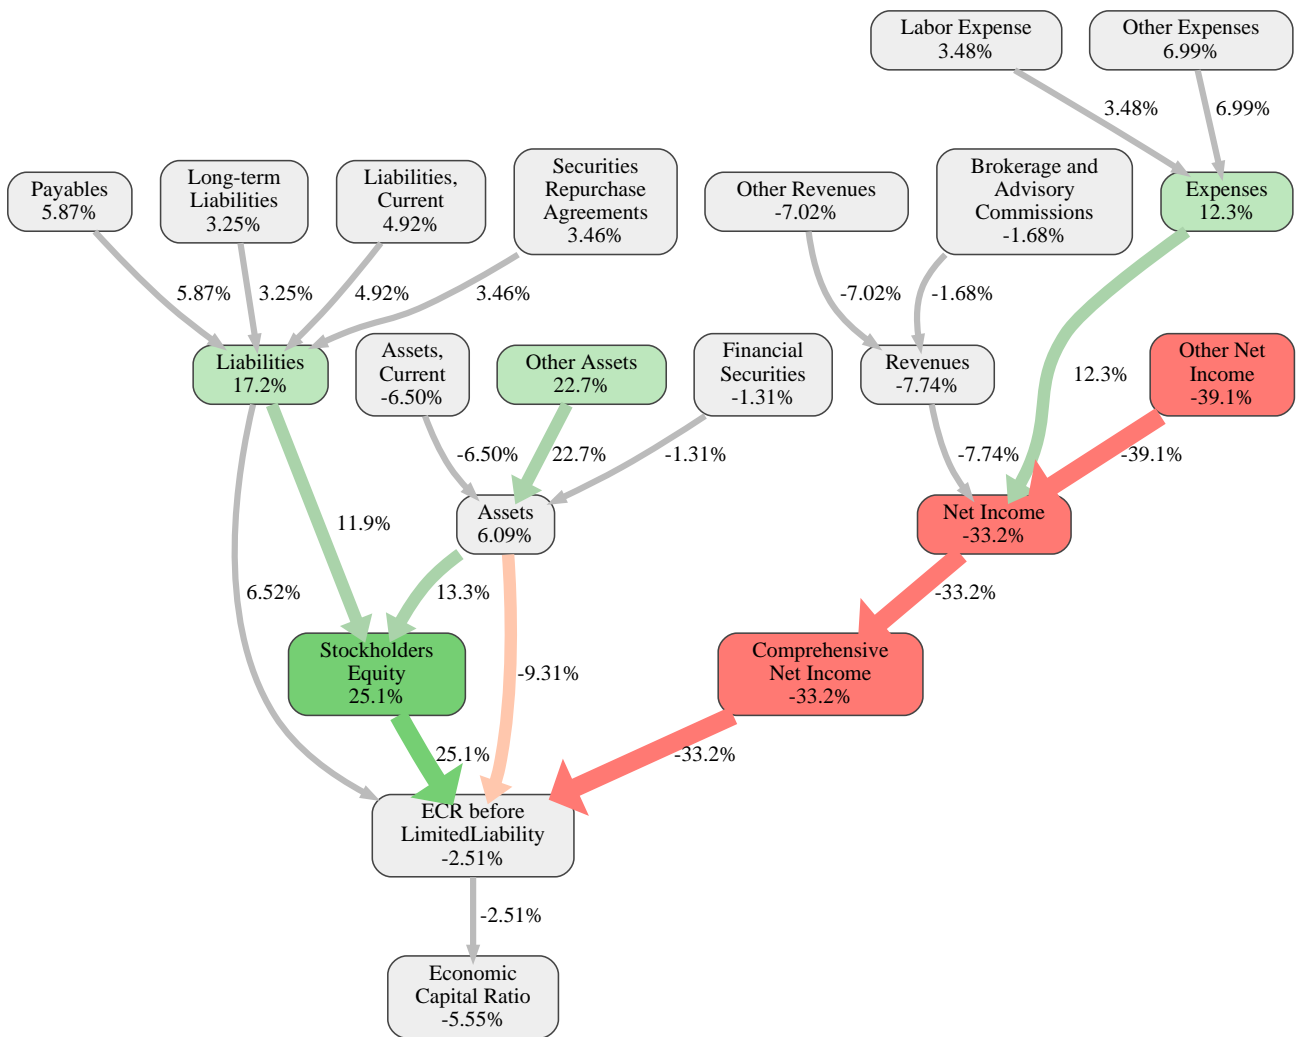 Labor Expense
3.48%
Other Expenses
6.99%
3.48%
6.99%
Payables
5.87%
Long-term
Liabilities
3.25%
Liabilities,
Current
4.92%
Securities
Repurchase
Agreements
3.46%
Other Revenues
-7.02%
Brokerage and
Advisory
Commissions
-1.68%
Expenses
12.3%
5.87%
3.25%
4.92%
3.46%
-7.02%
-1.68%
Liabilities
17.2%
Assets,
Current
-6.50%
Other Assets
22.7%
Financial
Securities
-1.31%
Revenues
-7.74%
12.3%
Other Net
Income
-39.1%
-6.50%
22.7%
-1.31%
-7.74%
-39.1%
Assets
6.09%
Net Income
-33.2%
11.9%
6.52%
13.3%
-33.2%
Stockholders
Equity
25.1%
-9.31%
Comprehensive
Net Income
-33.2%
25.1%
-33.2%
ECR before
LimitedLiability
-2.51%
-2.51%
Economic
Capital Ratio
-5.55%